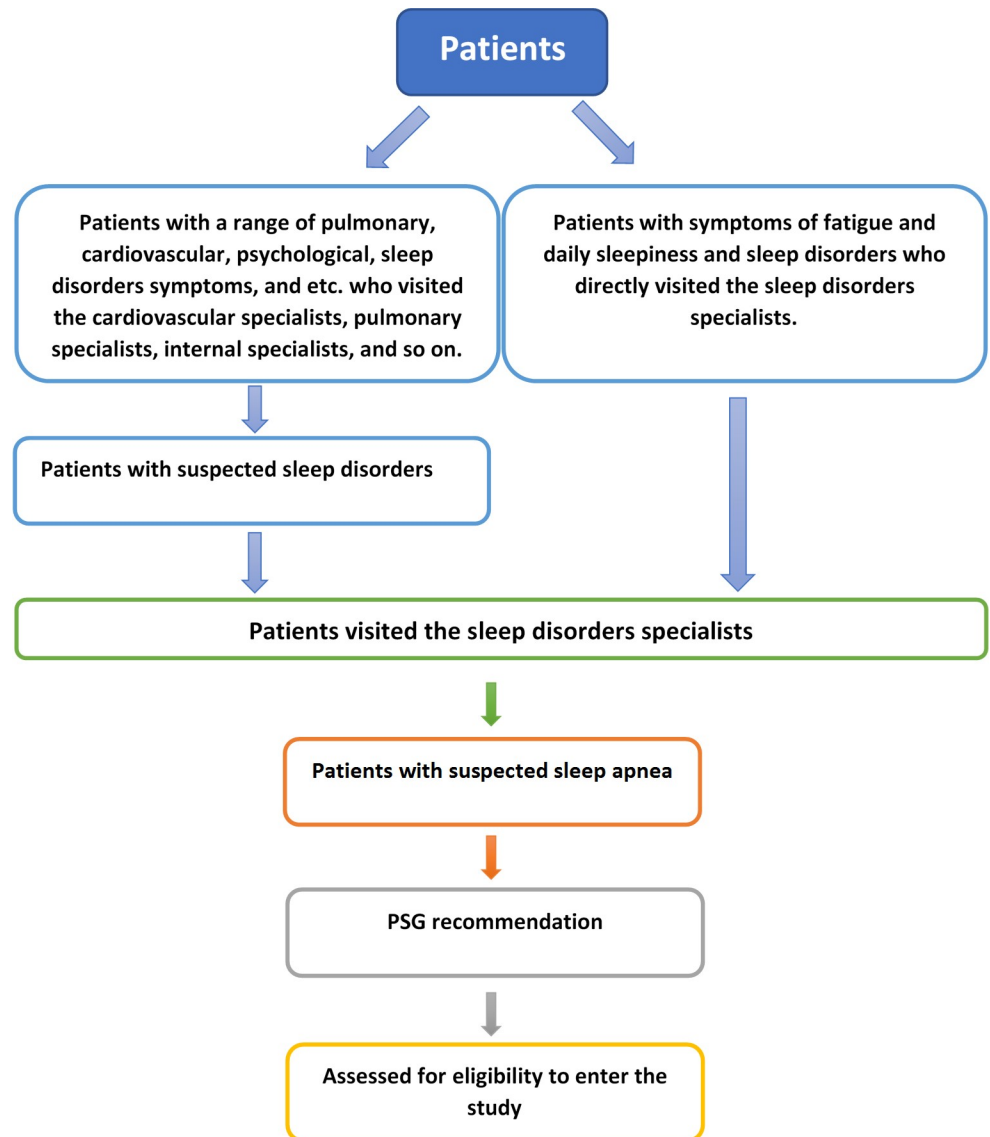 Patients
Patients with a range of pulmonary,
cardiovascular, psychological, sleep
disorders symptoms, and etc. who visited
the cardiovascular specialists, pulmonary
specialists, internal specialists, and so on.
Patients with symptoms of fatigue and
daily sleepiness and sleep disorders who
directly visited the sleep disorders
specialists.
Patients with suspected sleep disorders
Patients visited the sleep disorders specialists
Patients with suspected sleep apnea
PSG recommendation
Assessed for eligibility to enter the
study